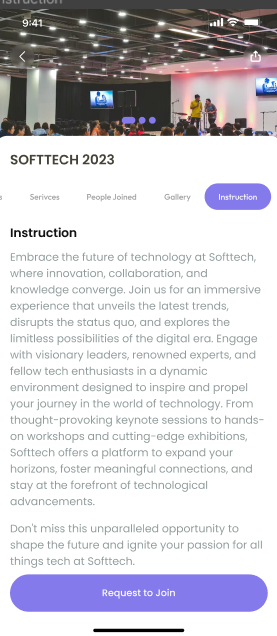 9:41
SOFTTECH 2023
Serivces People Joined Gallery Instruction
Instruction
Embrace the future of technology at Softtech,
where innovation, collaboration, and
knowledge converge. Join us for an immersive
experience that unveils the latest trends,
disrupts the status quo, and explores the
limitless possibilities of the digital era. Engage
with visionary leaders, renowned experts, and
fellow tech enthusiasts in a dynamic
environment designed to inspire and propel
your journey in the world of technology. From
thought-provoking keynote sessions to hands-
on workshops and cutting-edge exhibitions,
Softtech offers a platform to expand your
horizons, foster meaningful connections, and
stay at the forefront of technological
advancements.
Don't miss this unparalleled opportunity to
shape the future and ignite your passion for all
things tech at Softtech.
Request to Join